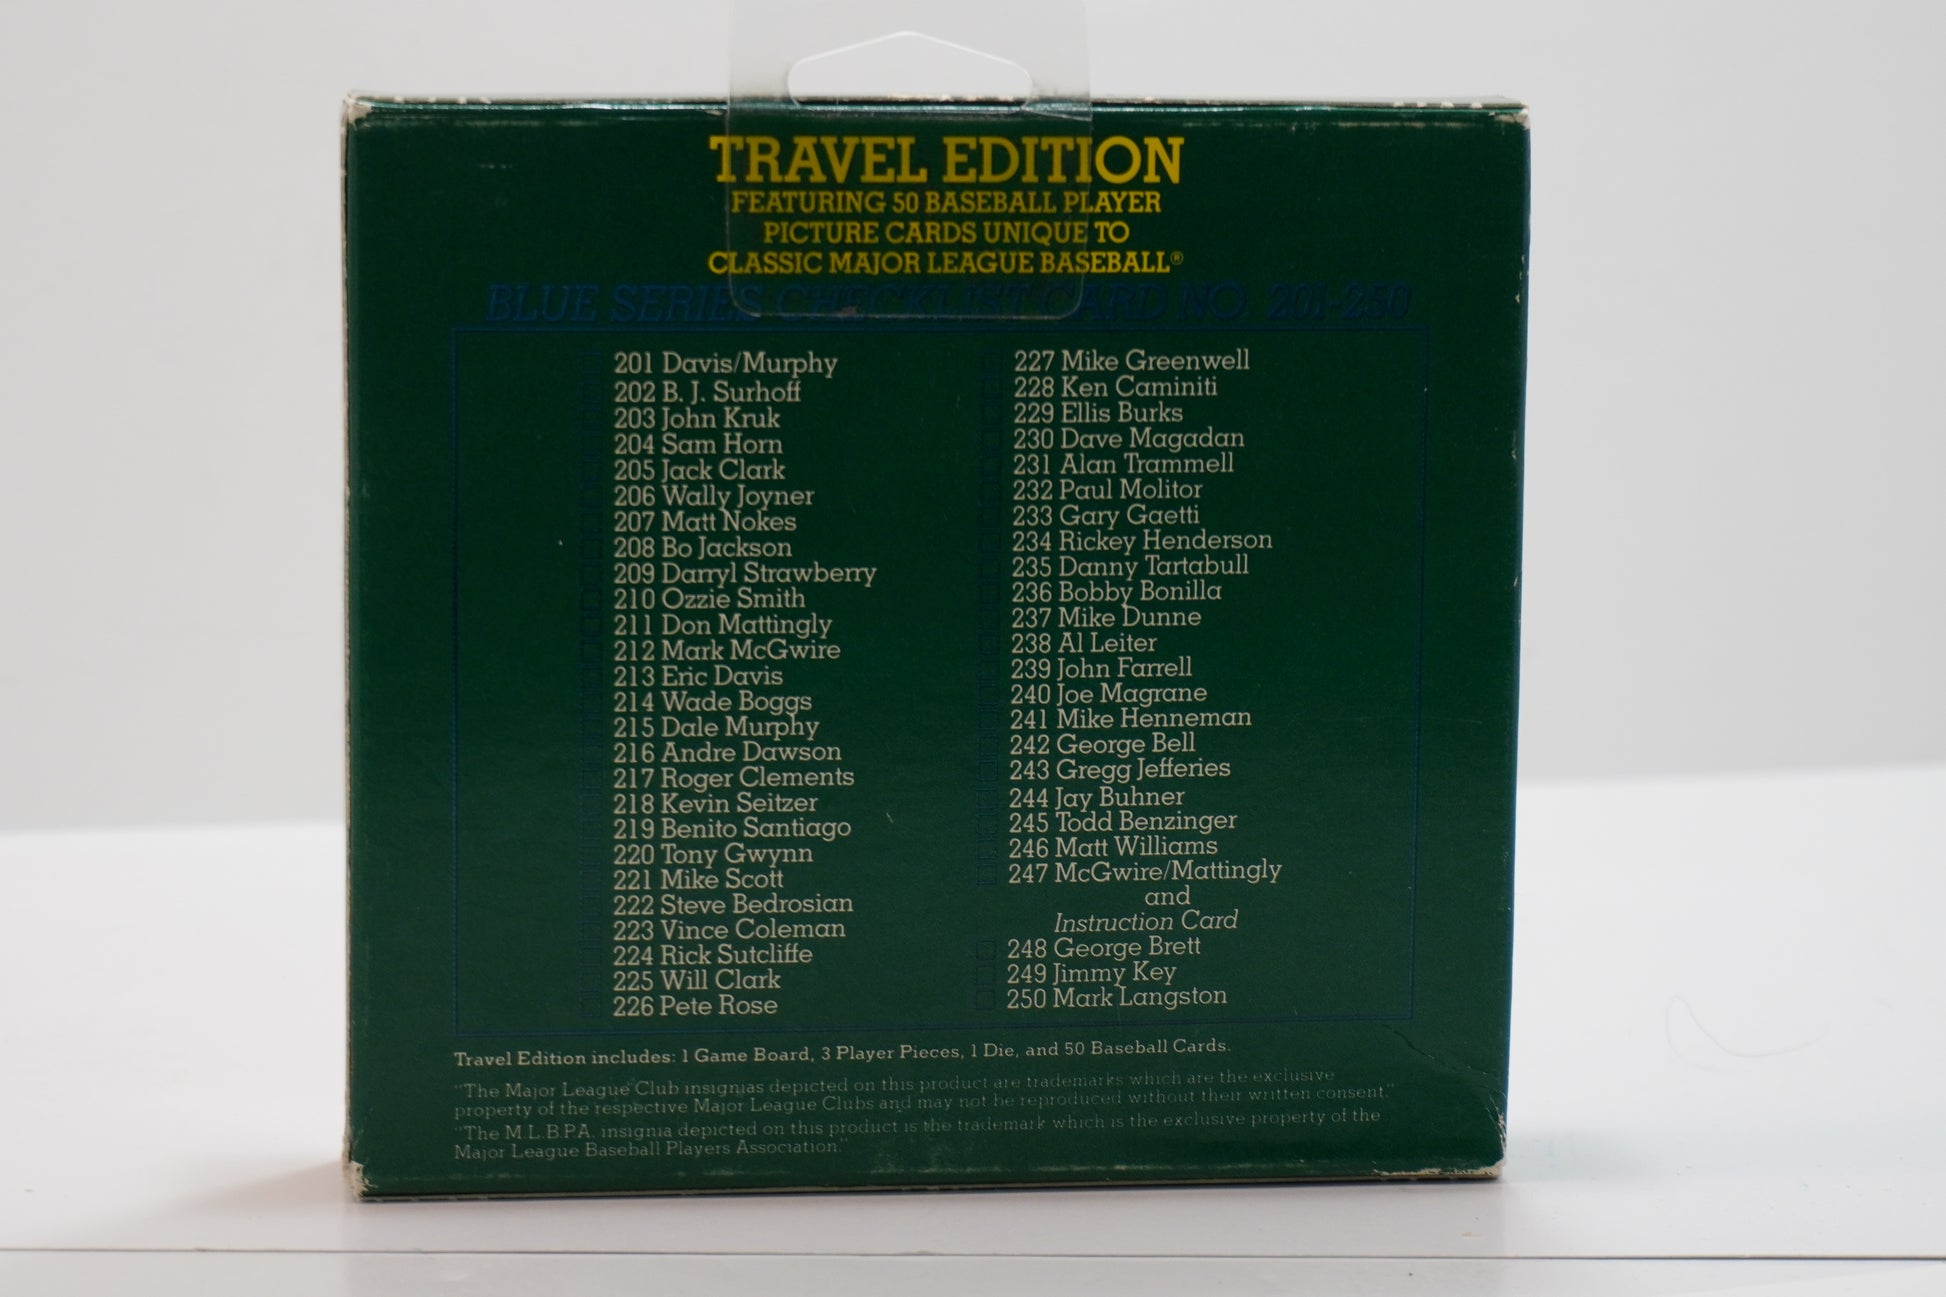 TRAVEL EDITION
FEATURING 50 BASEBALL PLAYER
PICTURE CARDS UNIQUE TO
CLASSIC MAJOR LEAGUE BASEBALL®
BLUE SERIES CHECKLIST CARD NO. 201-250
201 Davis/Murphy
202 B. J. Surhoff
203 John Kruk
204 Sam Horn
205 Jack Clark
206 Wally Joyner
207 Matt Nokes
208 Bo Jackson
209 Darryl Strawberry
210 Ozzie Smith
211 Don Mattingly
212 Mark McGwire
213 Eric Davis
214 Wade Boggs
215 Dale Murphy
216 Andre Dawson
217 Roger Clements
218 Kevin Seitzer
219 Benito Santiago
220 Tony Gwynn
221 Mike Scott
222 Steve Bedrosian
223 Vince Coleman
224 Rick Sutcliffe
225 Will Clark
226 Pete Rose
227 Mike Greenwell
228 Ken Caminiti
229 Ellis Burks
230 Dave Magadan
231 Alan Trammell
232 Paul Molitor
233 Gary Gaetti
234 Rickey Henderson
235 Danny Tartabull
236 Bobby Bonilla
237 Mike Dunne
238 Al Leiter
239 John Farrell
240 Joe Magrane
241 Mike Henneman
242 George Bell
243 Gregg Jefferies
244 Jay Buhner
245 Todd Benzinger
246 Matt Williams
247 McGwire/Mattingly
and
Instruction Card
248 George Brett
249 Jimmy Key
250 Mark Langston
Travel Edition includes: 1 Game Board, 3 Player Pieces, 1 Die, and 50 Baseball Cards.
"The Major League Club insignias depicted on this product are trademarks which are the exclusive
property of the respective Major League Clubs and may not be reproduced without their written consent."
"The M.L.B.P.A. insignia depicted on this product is the trademark which is the exclusive property of the
Major League Baseball Players Association."